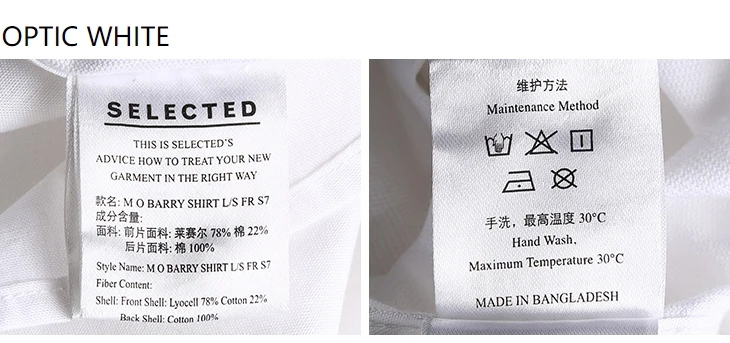 OPTIC WHITE
SELECTED
THIS IS SELECTED'S
ADVICE HOW TO TREAT YOUR NEW
GARMENT IN THE RIGHT WAY
款名: M O BARRY SHIRT L/S FR S7
成分含量:
面料: 前片面料: 莱赛尔 78% 棉 22%
后片面料: 棉 100%
Style Name: M O BARRY SHIRT L/S FR S7
Fiber Content:
Shell: Front Shell: Lyocell 78% Cotton 22%
Back Shell: Cotton 100%
维护方法
Maintenance Method
手洗，最高温度 30°C
Hand Wash,
Maximum Temperature 30°C
MADE IN BANGLADESH